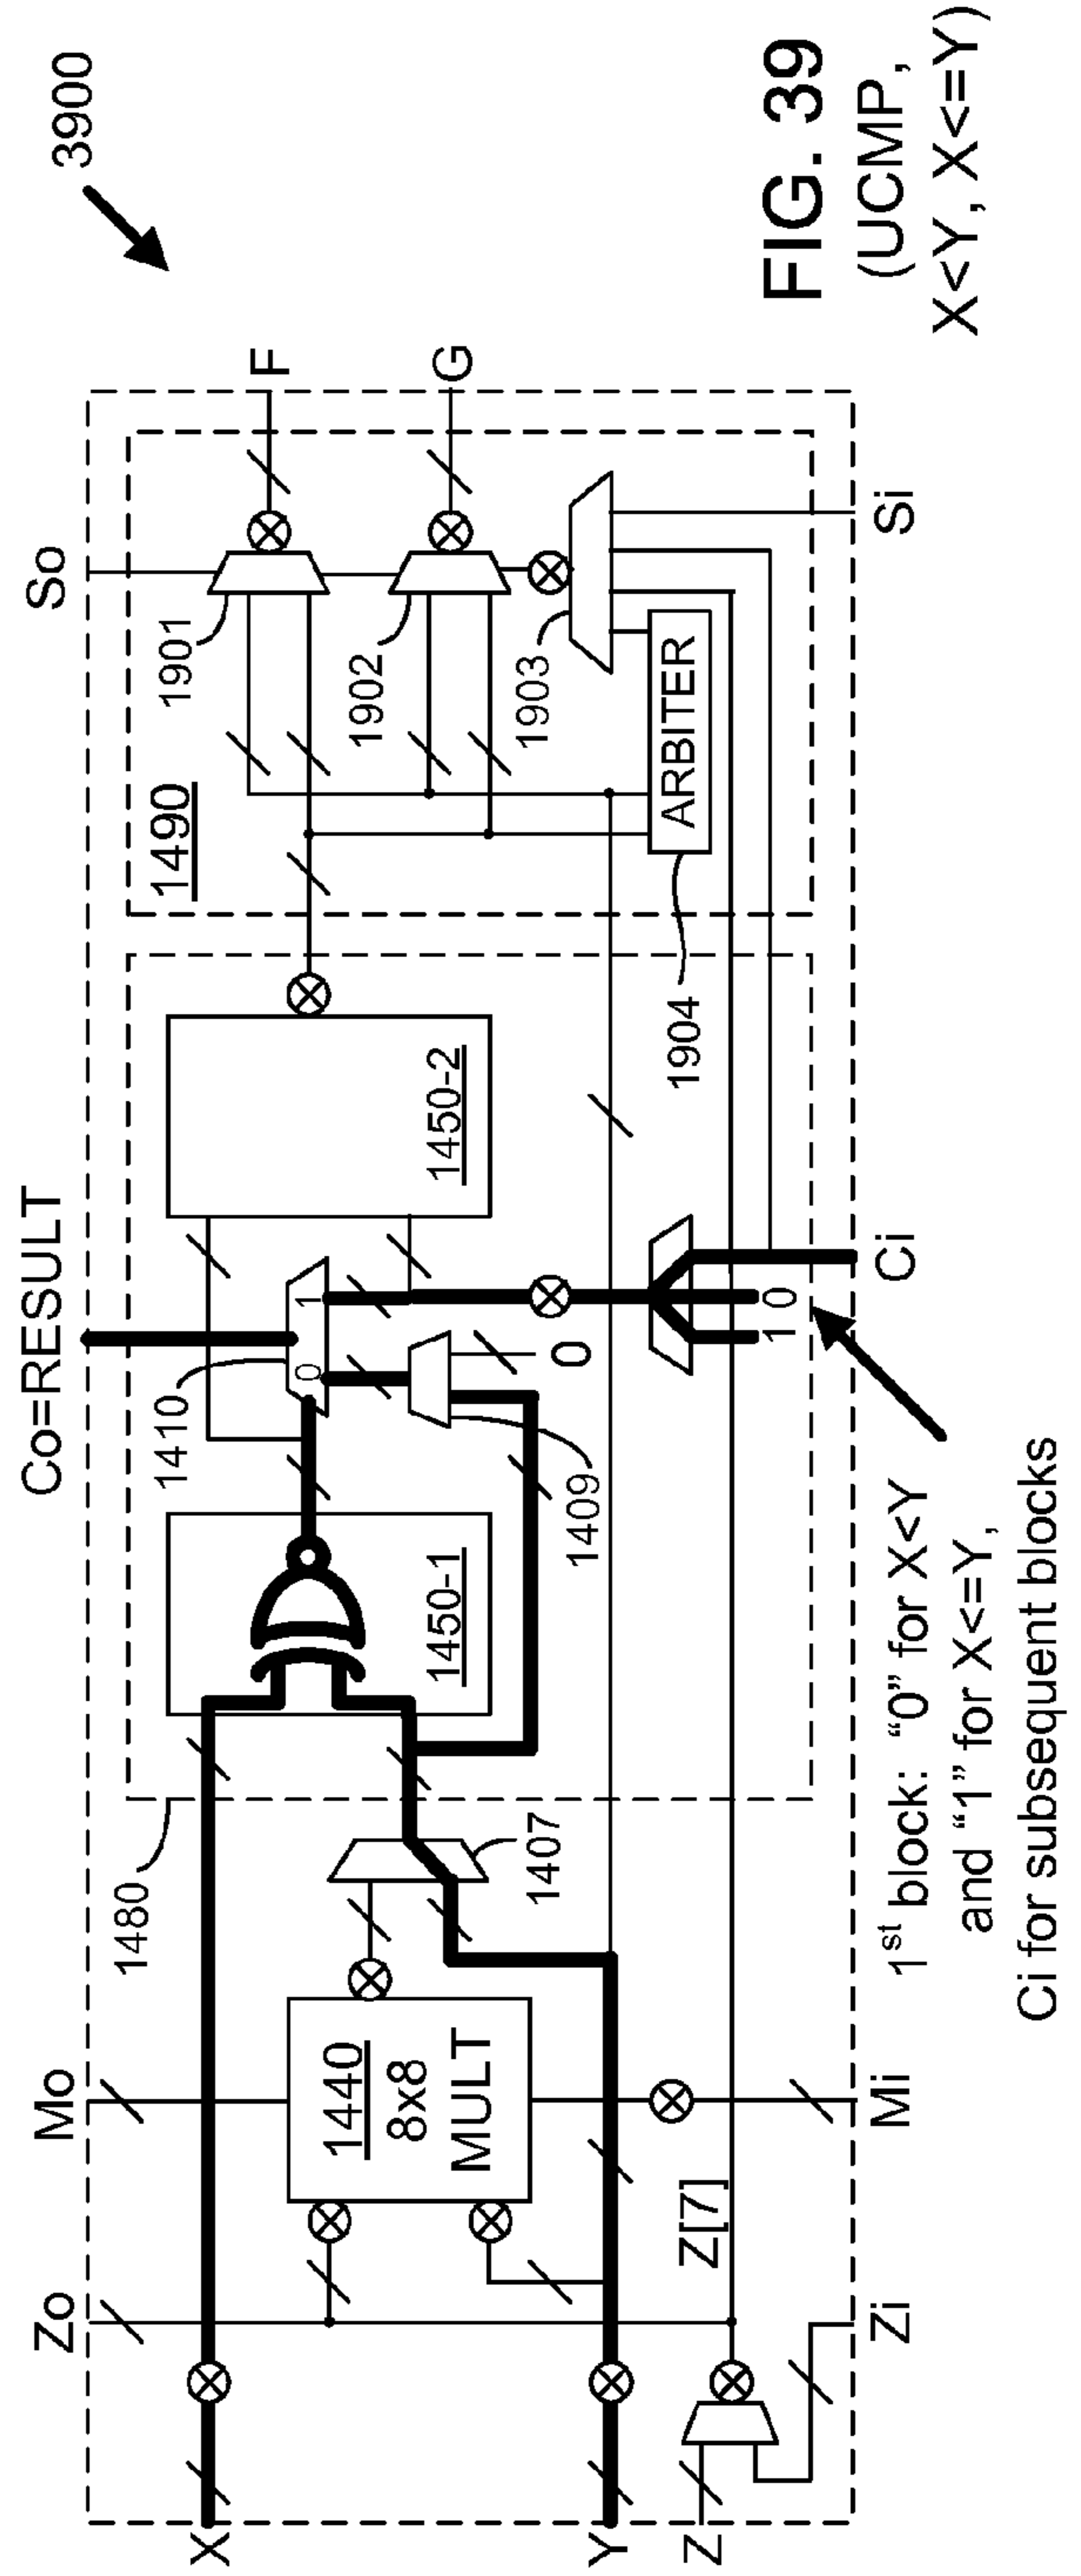 3900
Co=RESULT
Zo
Mo
So
1480
1410
1490
1901
F
X
1440
8x8
MULT
1450-1
0
1
1450-2
1902
G
1407
1409
0
1903
Y
Z[7]
1904
ARBITER
Z
1 0
Zi
Mi
Ci
Si
1st block: "0" for X<Y
and "1" for X<=Y,
Ci for subsequent blocks
FIG. 39
(UCMP,
X<Y, X<=Y)